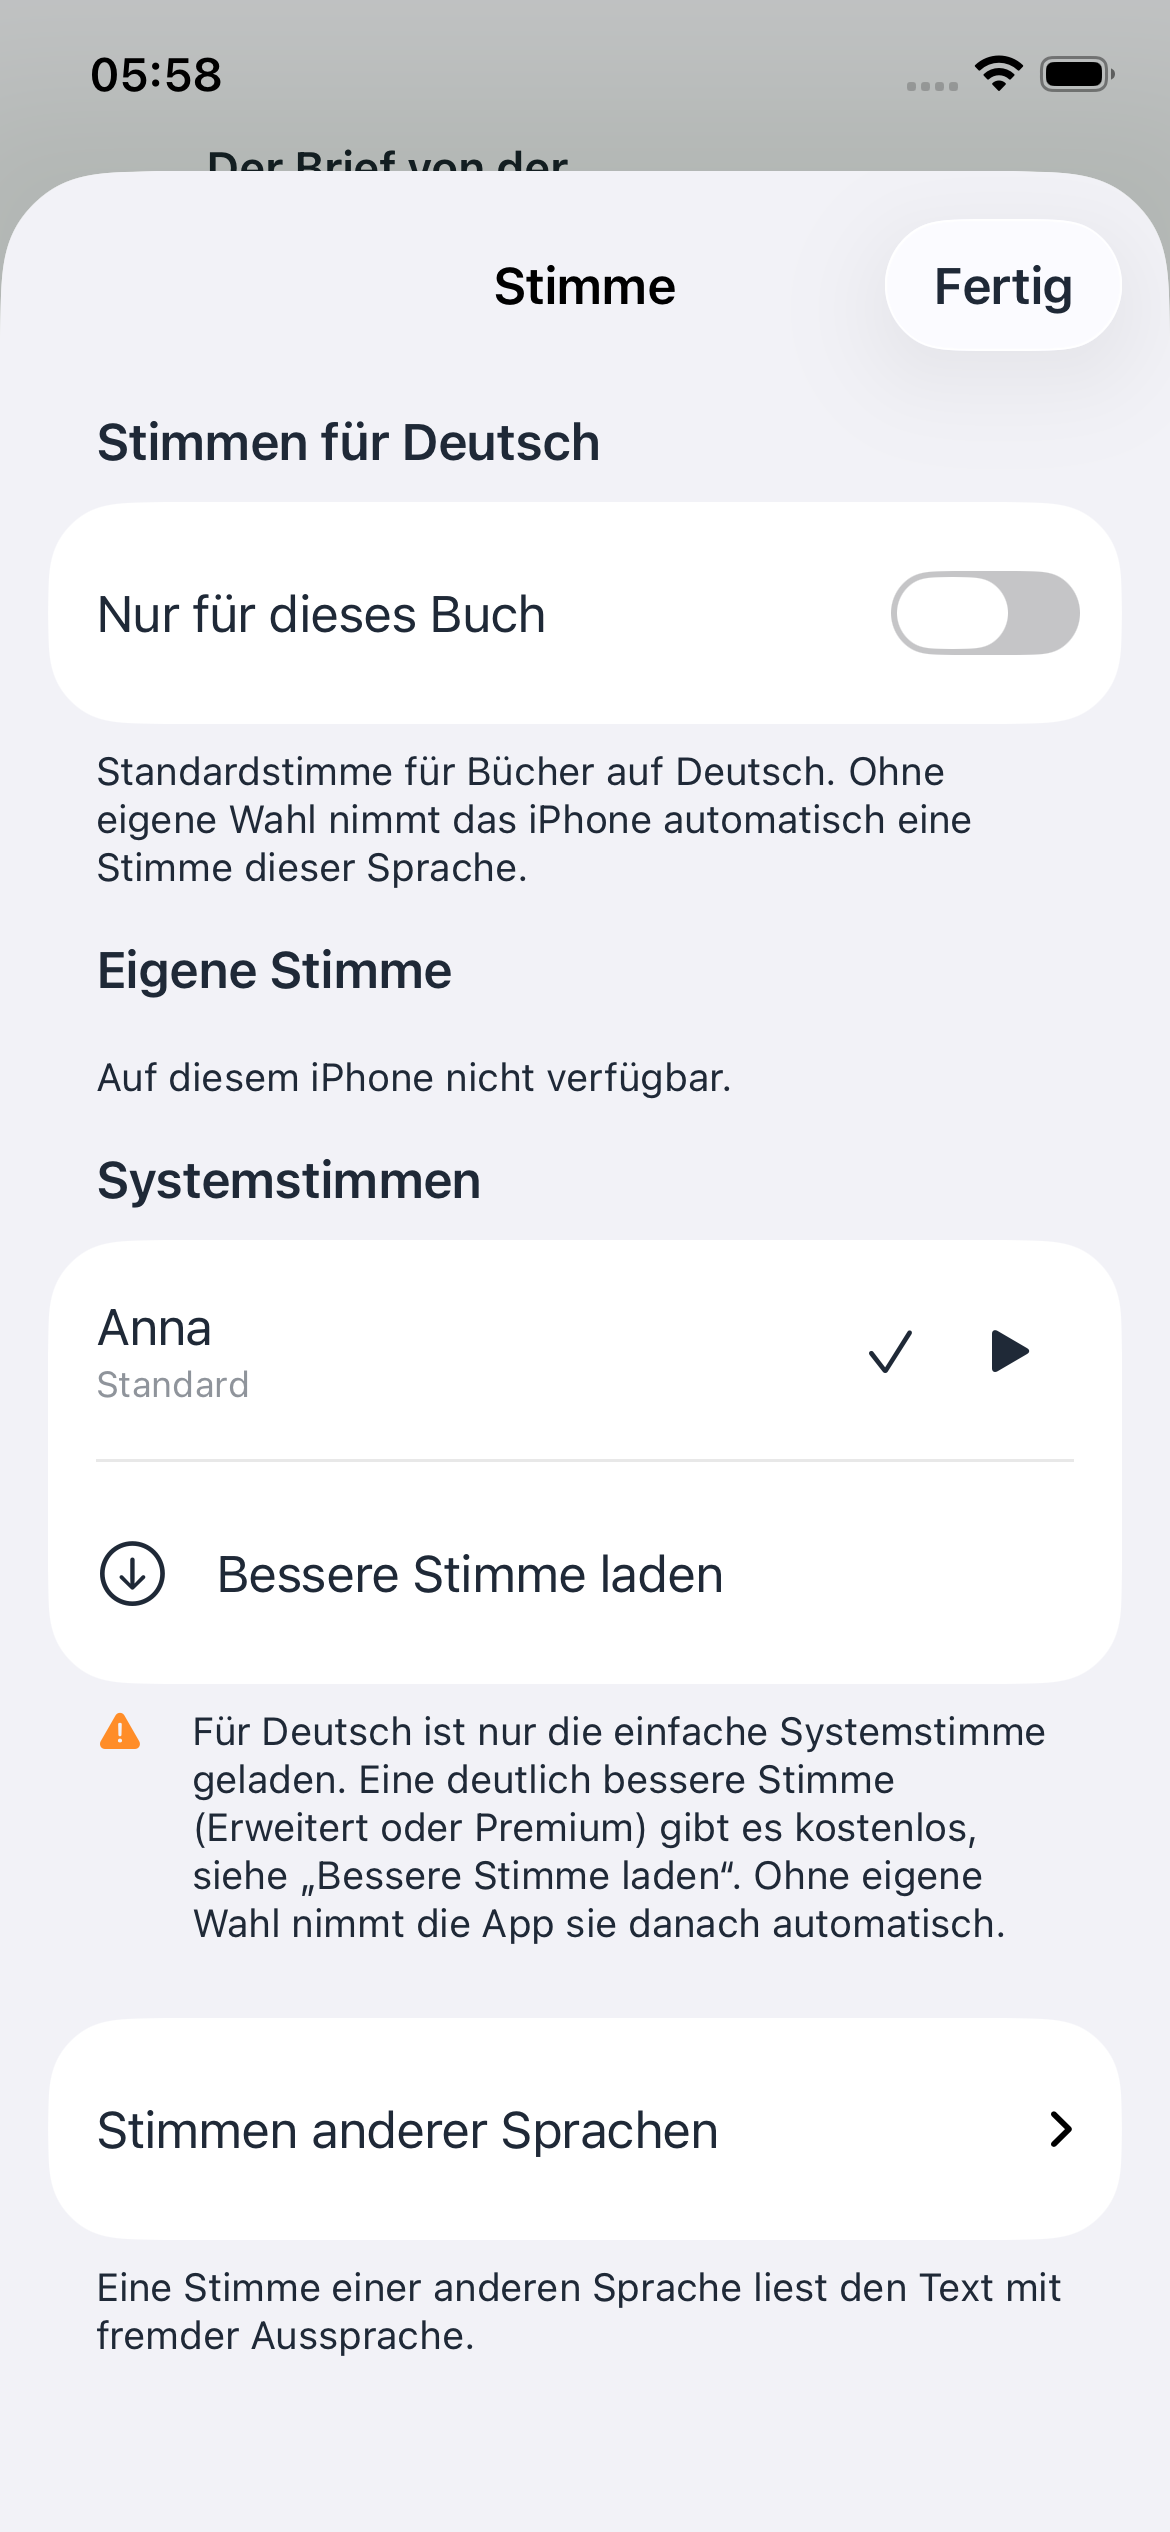 05:58
Der Brief von der
Stimme
Fertig
Stimmen für Deutsch
Nur für dieses Buch
Standardstimme für Bücher auf Deutsch. Ohne
eigene Wahl nimmt das iPhone automatisch eine
Stimme dieser Sprache.
Eigene Stimme
Auf diesem iPhone nicht verfügbar.
Systemstimmen
Anna
Standard
Bessere Stimme laden
Für Deutsch ist nur die einfache Systemstimme
geladen. Eine deutlich bessere Stimme
(Erweitert oder Premium) gibt es kostenlos,
siehe „Bessere Stimme laden“. Ohne eigene
Wahl nimmt die App sie danach automatisch.
Stimmen anderer Sprachen
Eine Stimme einer anderen Sprache liest den Text mit
fremder Aussprache.